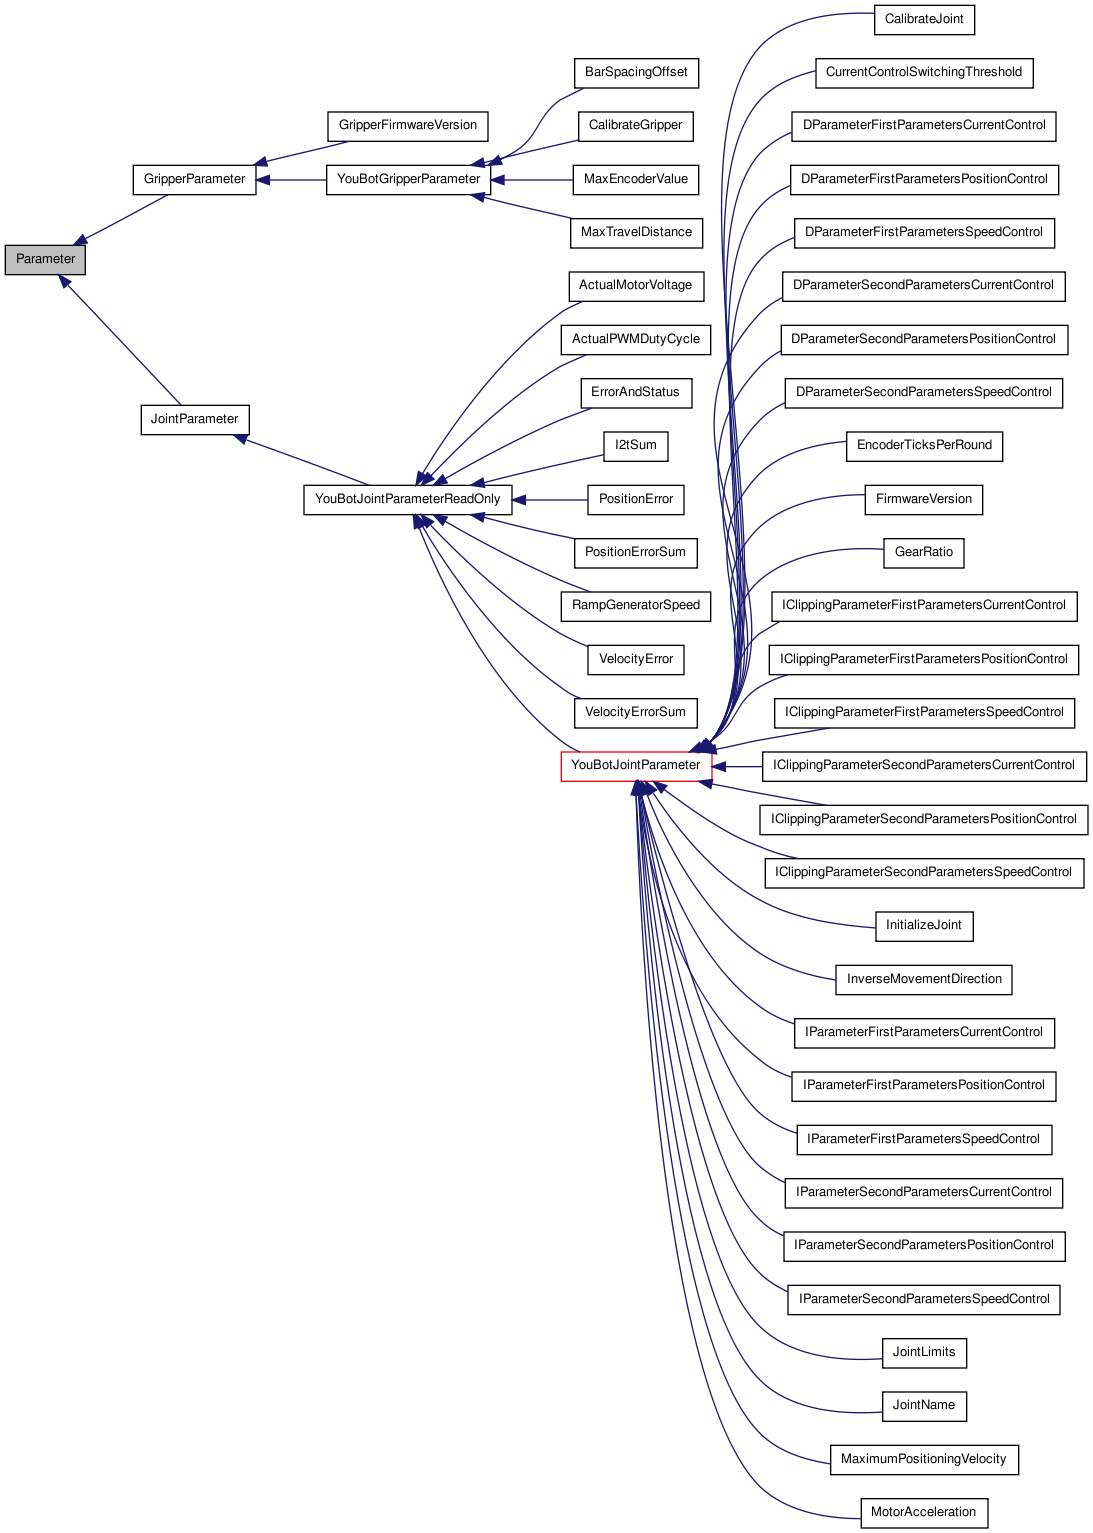 Parameter
GripperParameter
JointParameter
GripperFirmwareVersion
YouBotGripperParameter
YouBotJointParameterReadOnly
BarSpacingOffset
CalibrateGripper
MaxEncoderValue
MaxTravelDistance
ActualMotorVoltage
ActualPWMDutyCycle
ErrorAndStatus
I2tSum
PositionError
PositionErrorSum
RampGeneratorSpeed
VelocityError
VelocityErrorSum
YouBotJointParameter
CalibrateJoint
CurrentControlSwitchingThreshold
DParameterFirstParametersCurrentControl
DParameterFirstParametersPositionControl
DParameterFirstParametersSpeedControl
DParameterSecondParametersCurrentControl
DParameterSecondParametersPositionControl
DParameterSecondParametersSpeedControl
EncoderTicksPerRound
FirmwareVersion
GearRatio
IClippingParameterFirstParametersCurrentControl
IClippingParameterFirstParametersPositionControl
IClippingParameterFirstParametersSpeedControl
IClippingParameterSecondParametersCurrentControl
IClippingParameterSecondParametersPositionControl
IClippingParameterSecondParametersSpeedControl
InitializeJoint
InverseMovementDirection
IParameterFirstParametersCurrentControl
IParameterFirstParametersPositionControl
IParameterFirstParametersSpeedControl
IParameterSecondParametersCurrentControl
IParameterSecondParametersPositionControl
IParameterSecondParametersSpeedControl
JointLimits
JointName
MaximumPositioningVelocity
MotorAcceleration